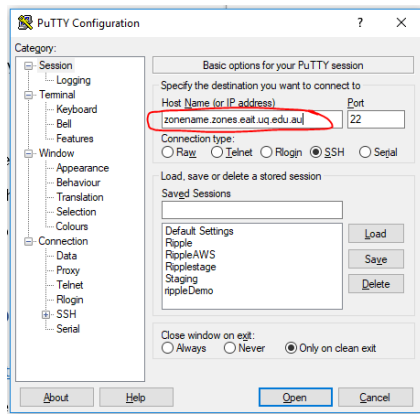 PuTTY Configuration
Category:
Session
Logging
Terminal
Keyboard
Bell
Features
Window
Appearance
Behaviour
Translation
Selection
Colours
Connection
Data
Proxy
Telnet
Rlogin
SSH
Serial
Basic options for your PuTTY session
Specify the destination you want to connect to
Host Name (or IP address) Port
zonename.zones.eait.uq.edu.au 22
Connection type:
Raw Telnet Rlogin SSH Serial
Load, save or delete a stored session
Saved Sessions
Default Settings
Ripple
RippleAWS
Ripplestage
Staging
rippleDemo
Load
Save
Delete
Close window on exit:
Always Never Only on clean exit
About Help Open Cancel